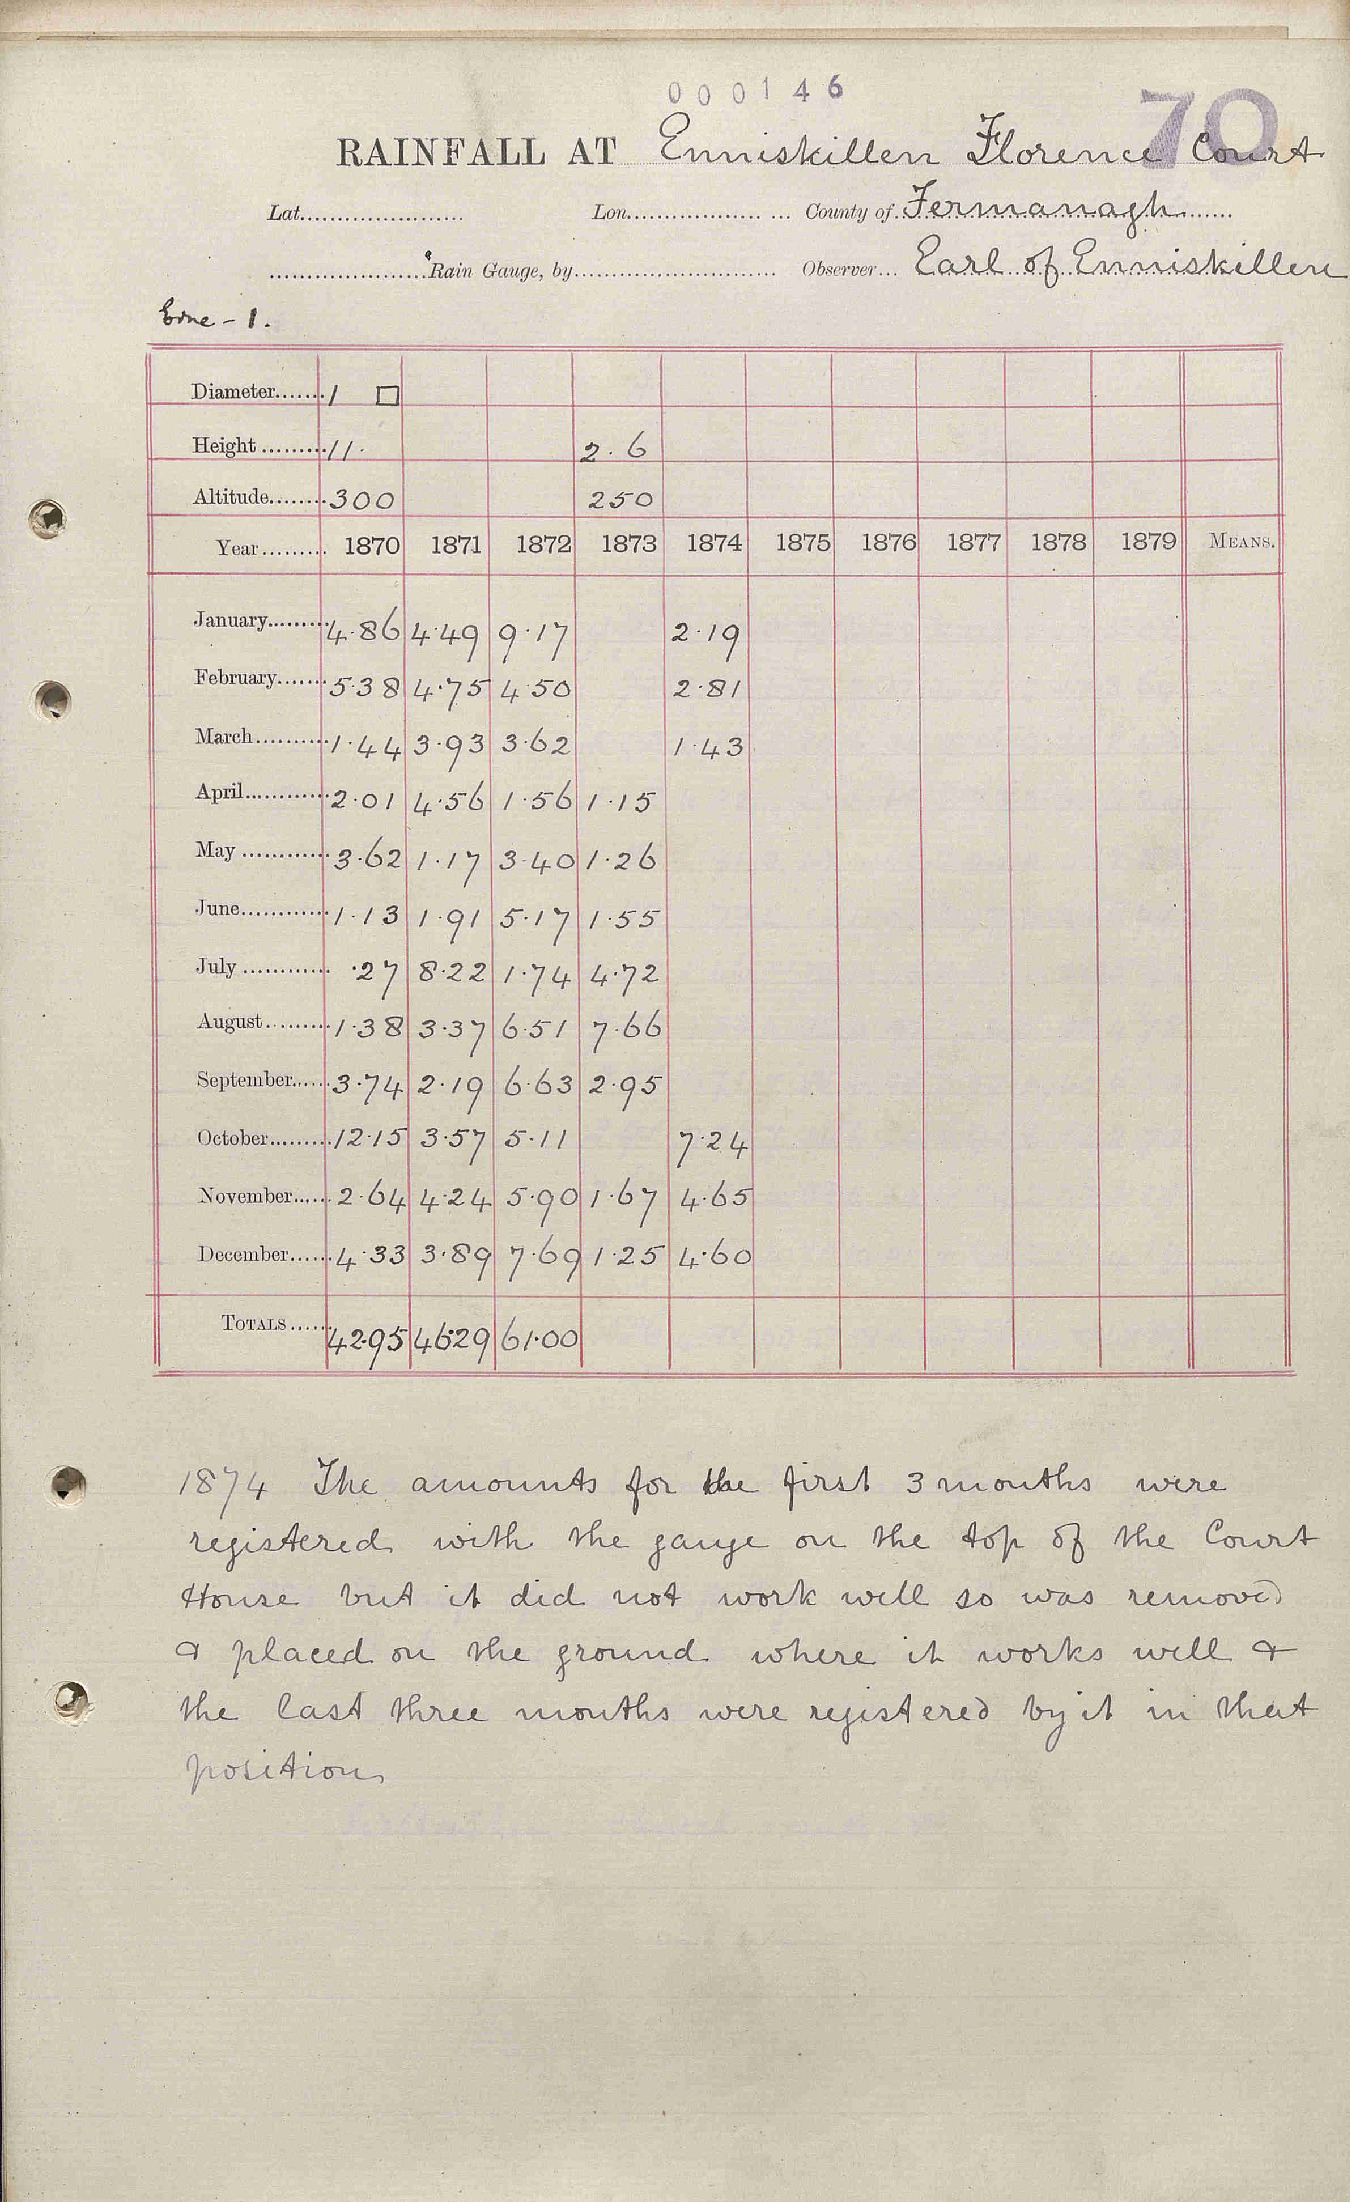 000146
70
RAINFALL AT Enniskillen Florence Court
Lat. Lon. County of Fermanagh
Rain Gauge, by Observer Earl of Enniskillen
Erne - 1.
Diameter 1 □
Height 11. 2.6
Altitude 300 250
Year 1870 1871 1872 1873 1874 1875 1876 1877 1878 1879 MEANS.
January 4.86 4.49 9.17 2.19
February 5.38 4.75 4.50 2.81
March 1.44 3.93 3.62 1.43
April 2.01 4.56 1.56 1.15
May 3.62 1.17 3.40 1.26
June 1.13 1.91 5.17 1.55
July .27 8.22 1.74 4.72
August 1.38 3.37 6.51 7.66
September 3.74 2.19 6.63 2.95
October 12.15 3.57 5.11 7.24
November 2.64 4.24 5.90 1.67 4.65
December 4.33 3.89 7.69 1.25 4.60
TOTALS 42.95 46.29 61.00
1874 The amounts for the first 3 months were
registered with the gauge on the top of the Court
House but it did not work well so was removed
& placed on the ground where it works well &
the last three months were registered by it in that
position